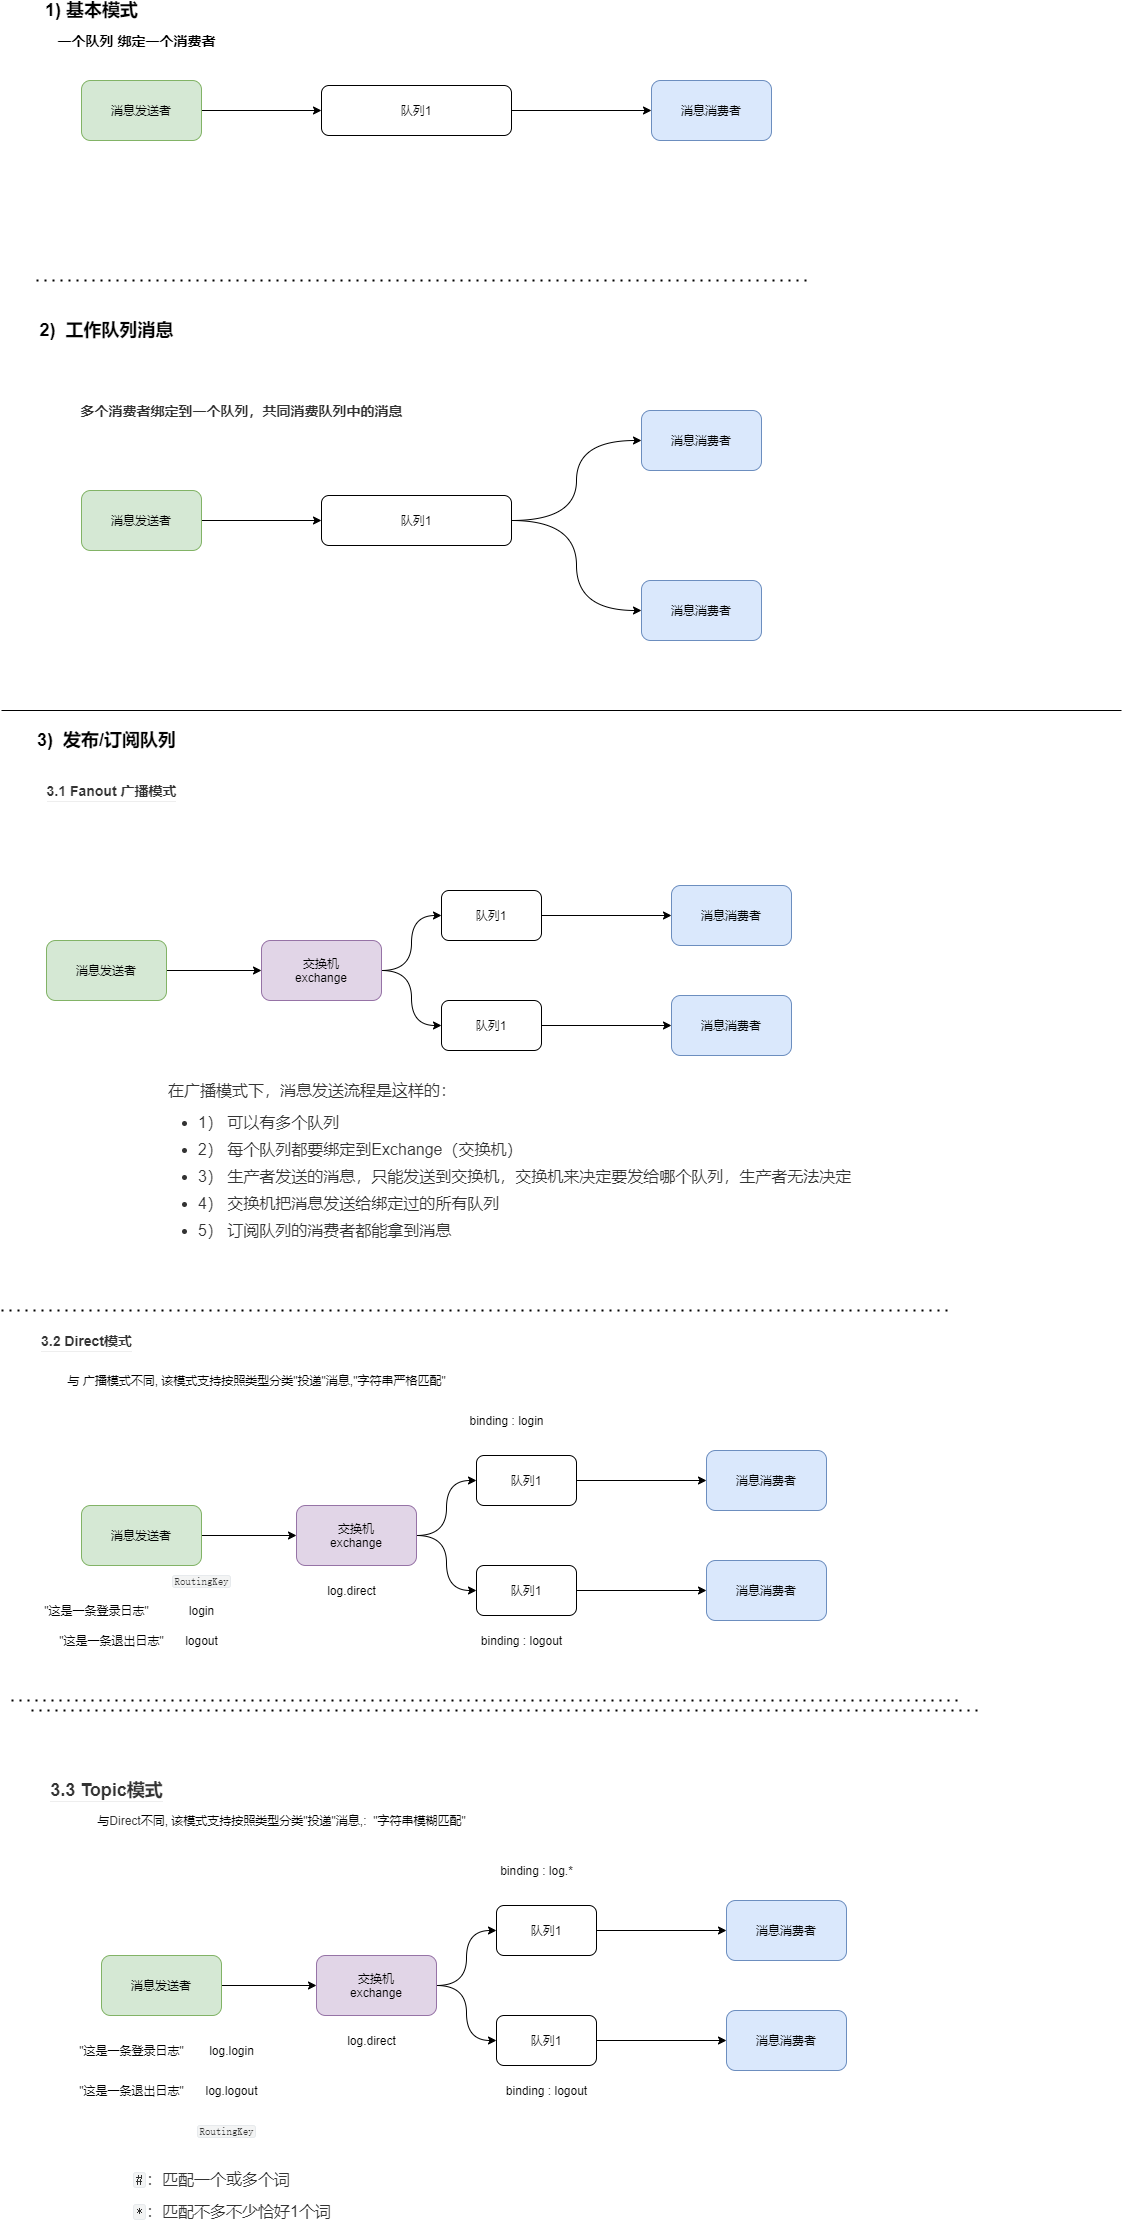 1) 基本模式
一个队列 绑定一个消费者
消息发送者
队列1
消息消费者
2)  工作队列消息
多个消费者绑定到一个队列，共同消费队列中的消息
消息消费者
消息发送者
队列1
消息消费者
3)  发布/订阅队列
3.1 Fanout 广播模式
队列1
消息消费者
消息发送者
交换机
exchange
队列1
消息消费者
在广播模式下，消息发送流程是这样的：
• 1） 可以有多个队列
• 2） 每个队列都要绑定到Exchange（交换机）
• 3） 生产者发送的消息，只能发送到交换机，交换机来决定要发给哪个队列，生产者无法决定
• 4） 交换机把消息发送给绑定过的所有队列
• 5） 订阅队列的消费者都能拿到消息
3.2 Direct模式
与 广播模式不同, 该模式支持按照类型分类"投递"消息,"字符串严格匹配"
binding : login
队列1
消息消费者
消息发送者
交换机
exchange
RoutingKey
log.direct
队列1
消息消费者
"这是一条登录日志"
login
"这是一条退出日志"
logout
binding : logout
3.3 Topic模式
与Direct不同, 该模式支持按照类型分类"投递"消息,："字符串模糊匹配"
binding : log.*
队列1
消息消费者
消息发送者
交换机
exchange
log.direct
队列1
消息消费者
"这是一条登录日志"
log.login
"这是一条退出日志"
log.logout
binding : logout
RoutingKey
#：匹配一个或多个词
*：匹配不多不少恰好1个词